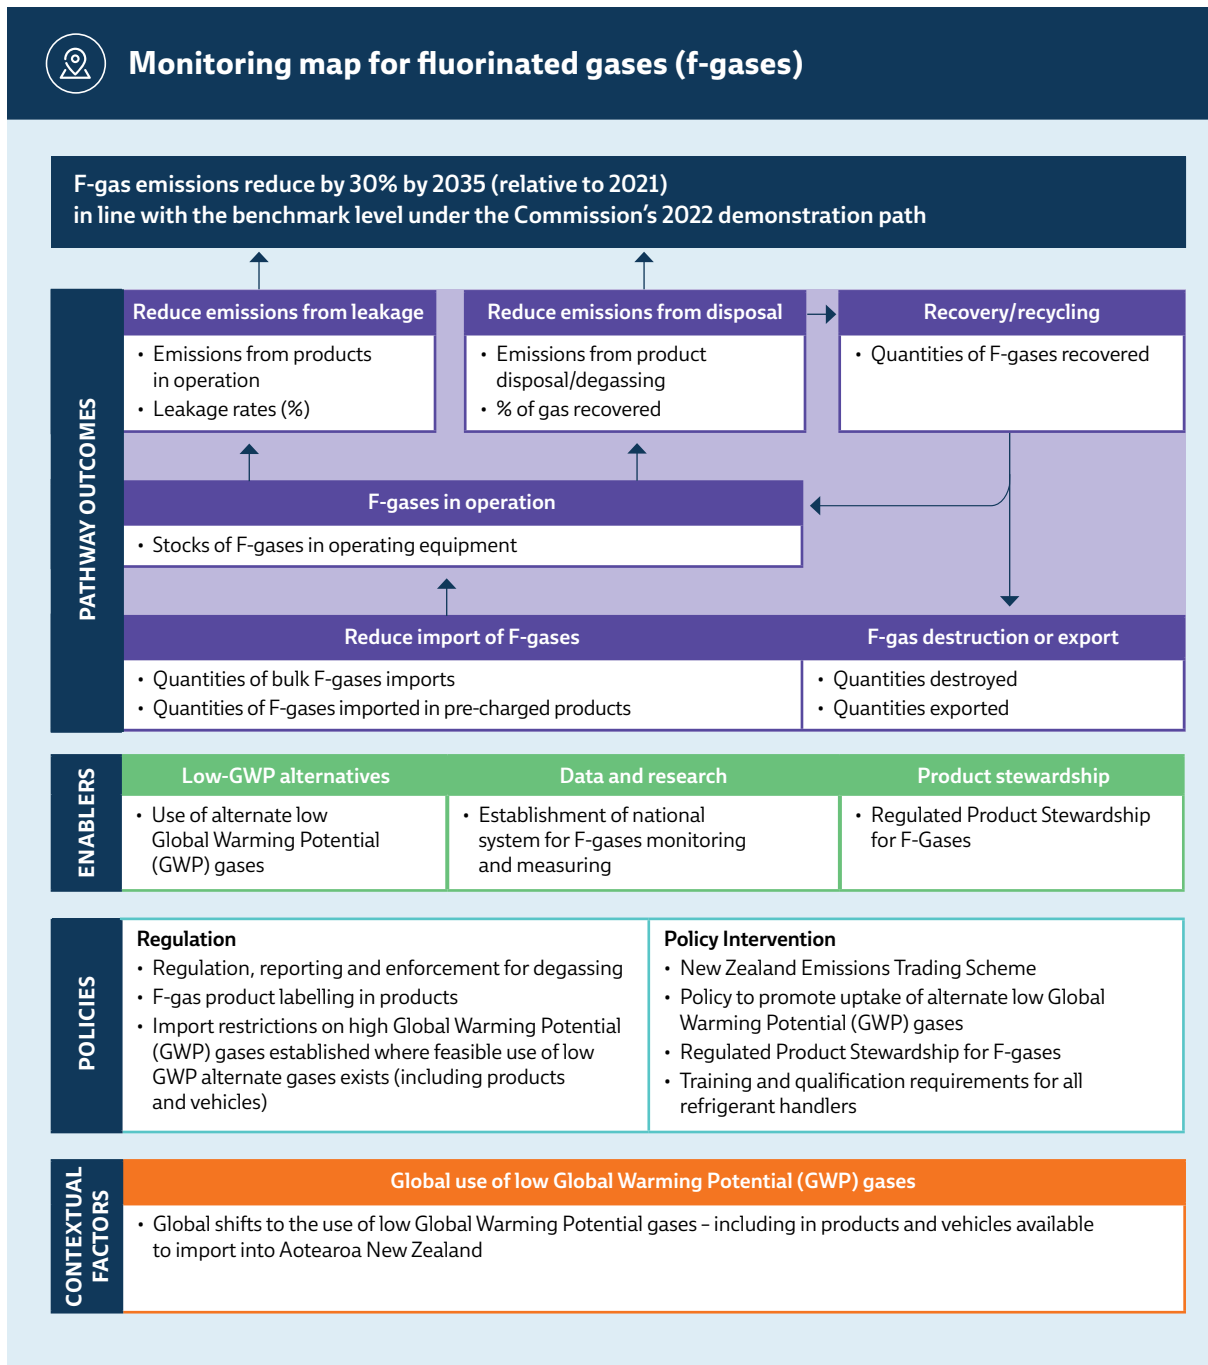 Monitoring map for fluorinated gases (f-gases)
F-gas emissions reduce by 30% by 2035 (relative to 2021)
in line with the benchmark level under the Commission's 2022 demonstration path
PATHWAY OUTCOMES
Reduce emissions from leakage
• Emissions from products
in operation
• Leakage rates (%)
Reduce emissions from disposal
• Emissions from product
disposal/degassing
• % of gas recovered
Recovery/recycling
• Quantities of F-gases recovered
F-gases in operation
• Stocks of F-gases in operating equipment
Reduce import of F-gases
• Quantities of bulk F-gases imports
• Quantities of F-gases imported in pre-charged products
F-gas destruction or export
• Quantities destroyed
• Quantities exported
ENABLERS
Low-GWP alternatives
• Use of alternate low
Global Warming Potential
(GWP) gases
Data and research
• Establishment of national
system for F-gases monitoring
and measuring
Product stewardship
• Regulated Product Stewardship
for F-Gases
POLICIES
Regulation
• Regulation, reporting and enforcement for degassing
• F-gas product labelling in products
• Import restrictions on high Global Warming Potential
(GWP) gases established where feasible use of low
GWP alternate gases exists (including products
and vehicles)
Policy Intervention
• New Zealand Emissions Trading Scheme
• Policy to promote uptake of alternate low Global
Warming Potential (GWP) gases
• Regulated Product Stewardship for F-gases
• Training and qualification requirements for all
refrigerant handlers
CONTEXTUAL
FACTORS
Global use of low Global Warming Potential (GWP) gases
• Global shifts to the use of low Global Warming Potential gases – including in products and vehicles available
to import into Aotearoa New Zealand